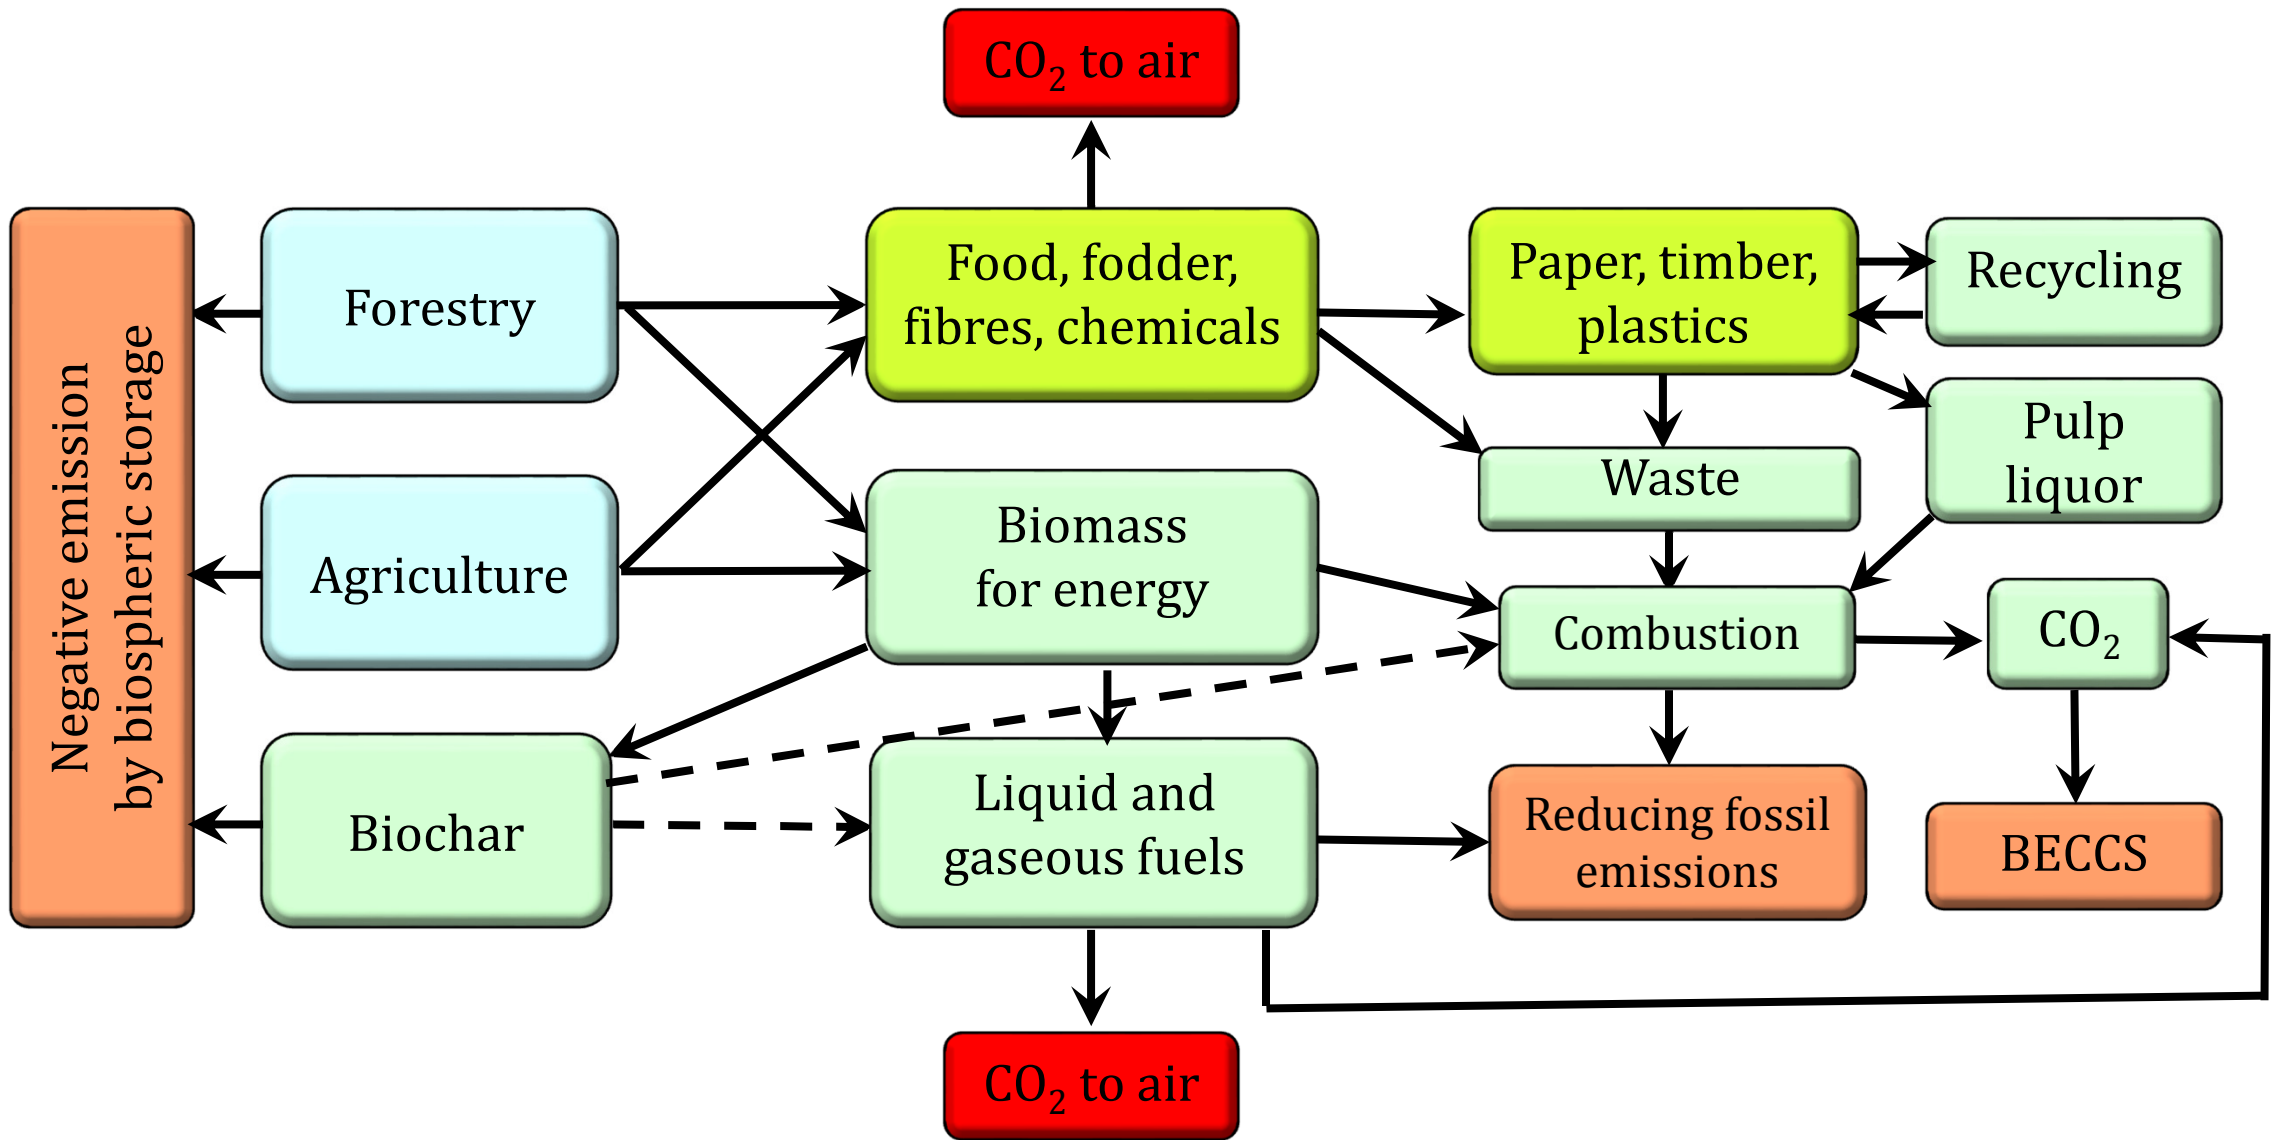 CO₂ to air
Negative emission
by biospheric storage
Forestry
Food, fodder,
fibres, chemicals
Paper, timber,
plastics
Recycling
Pulp
liquor
Waste
Agriculture
Biomass
for energy
Combustion
CO₂
Biochar
Liquid and
gaseous fuels
Reducing fossil
emissions
BECCS
CO₂ to air